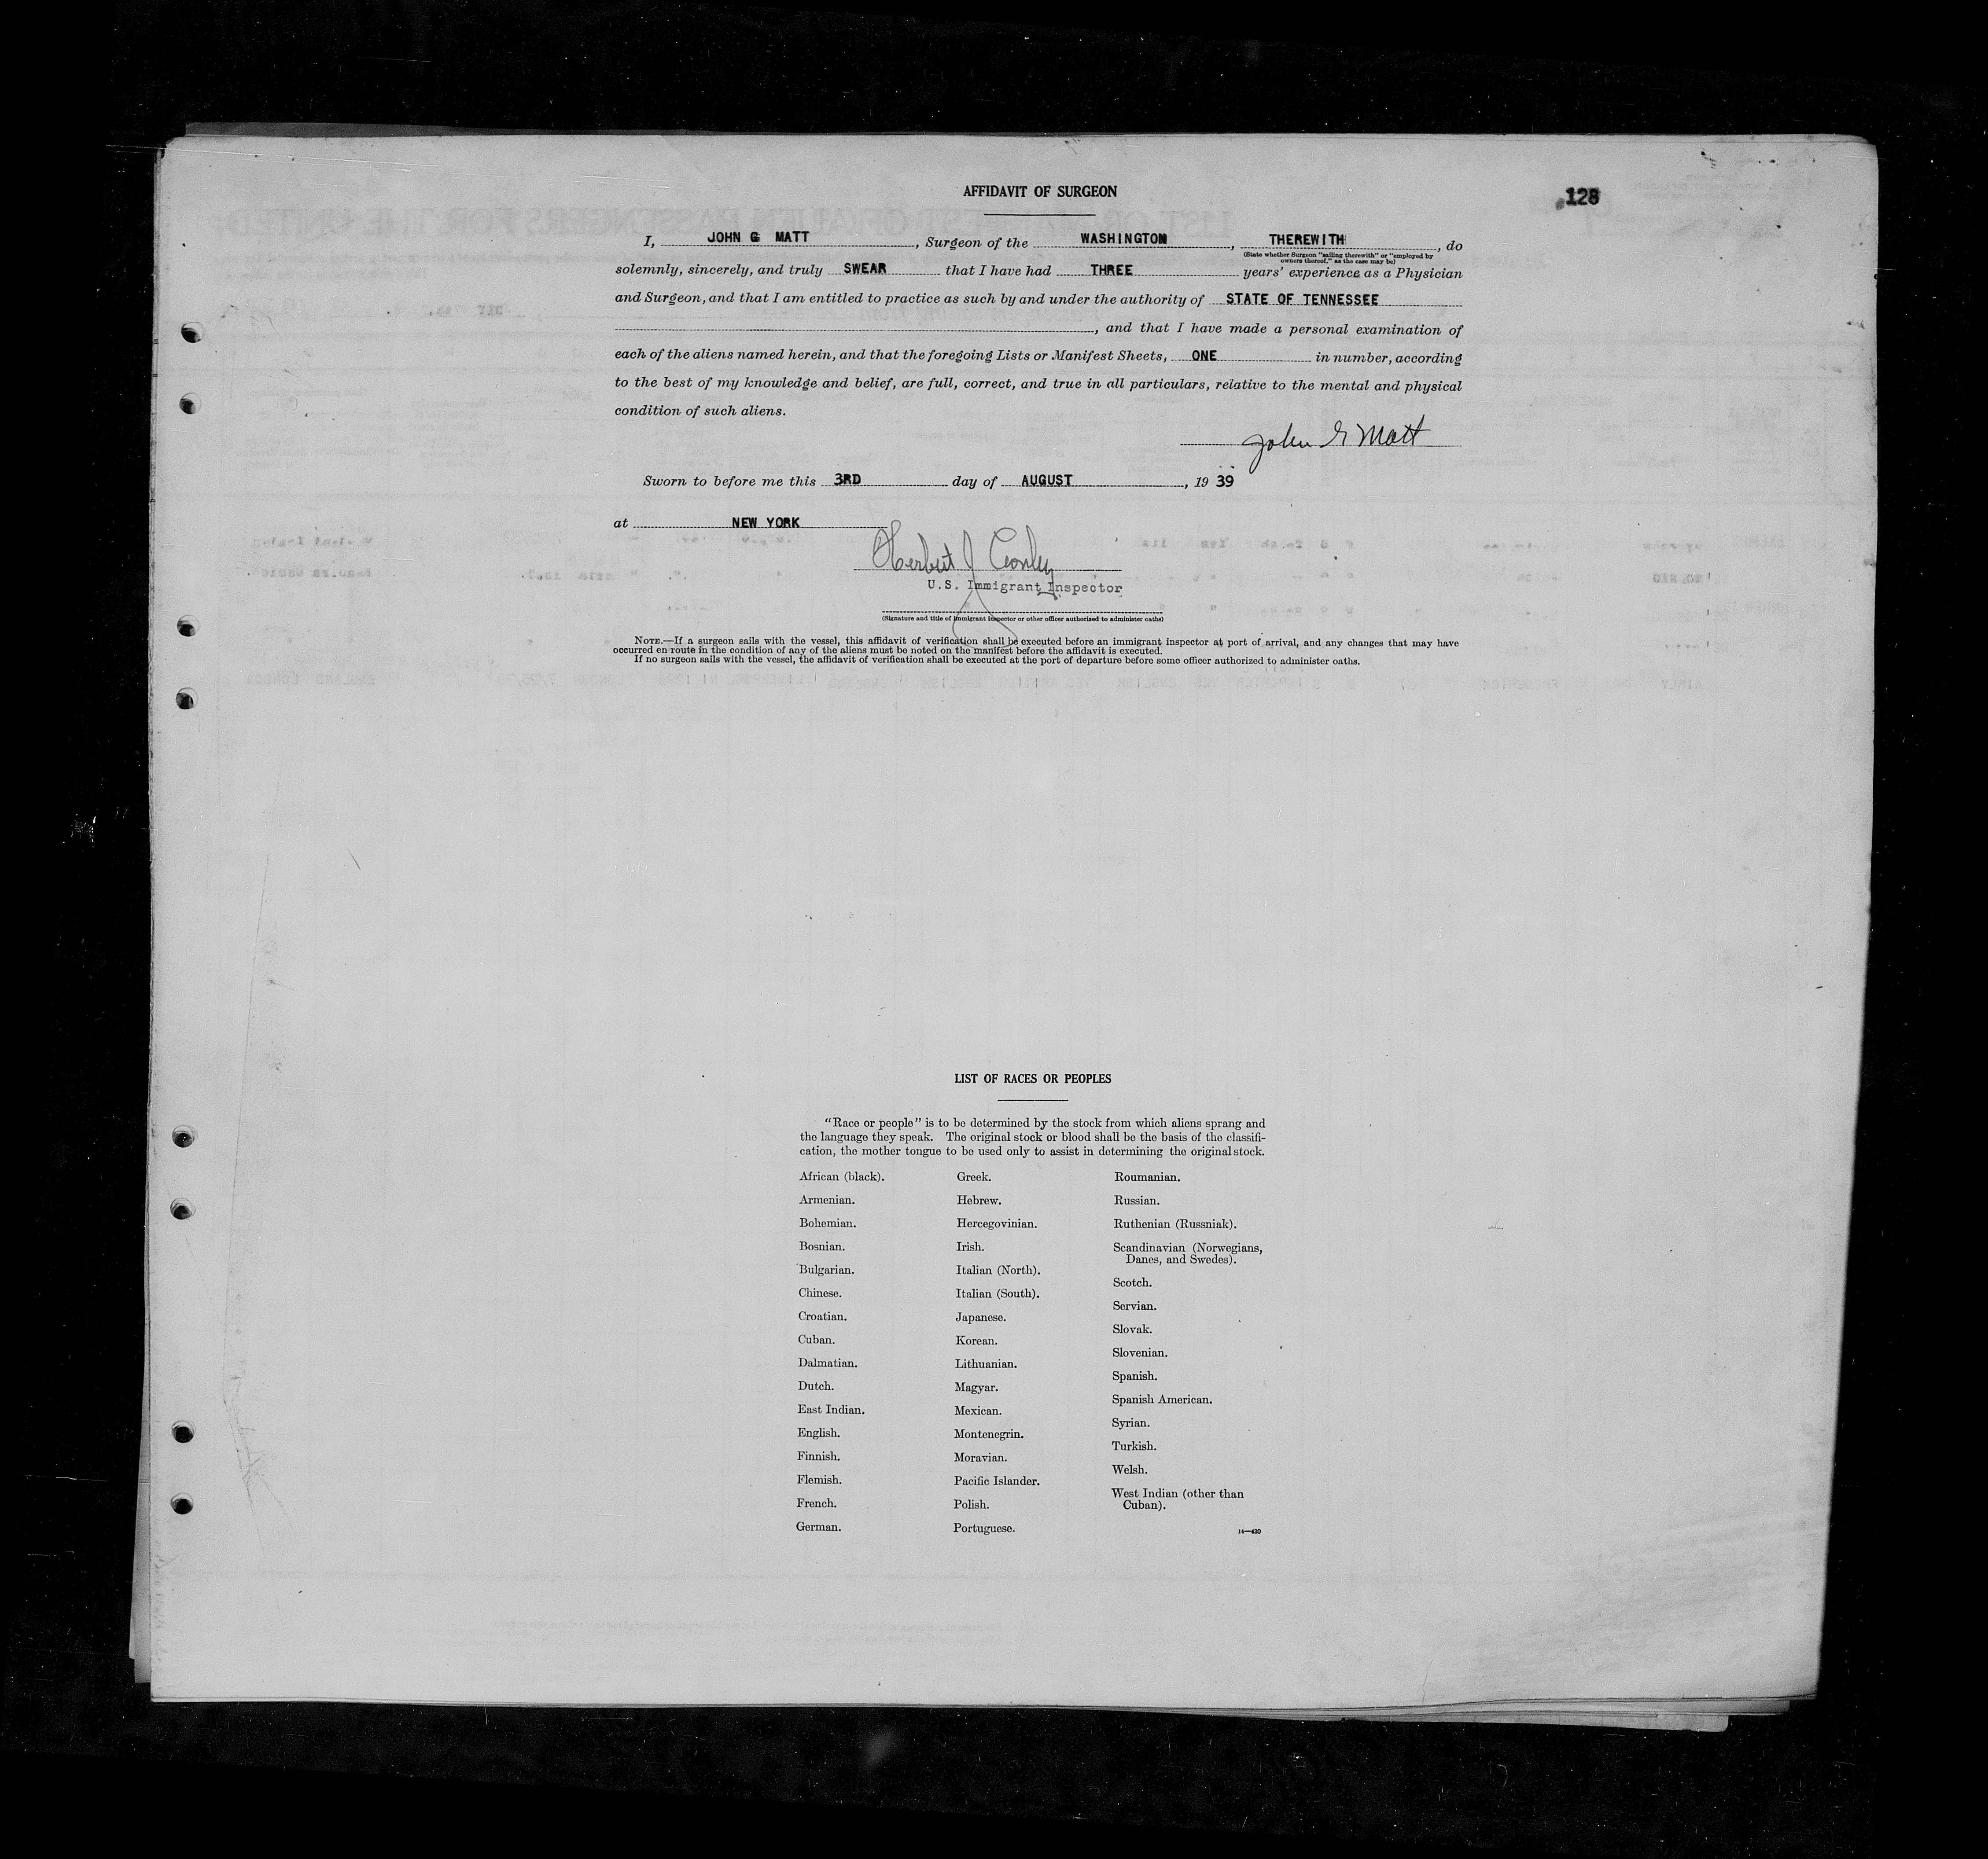 AFFIDAVIT OF SURGEON
128
I, JOHN G MATT, Surgeon of the WASHINGTON, THEREWITH, do
(State whether Surgeon "sailing therewith" or "employed by owners thereof," as the case may be)
solemnly, sincerely, and truly SWEAR that I have had THREE years' experience as a Physician
and Surgeon, and that I am entitled to practice as such by and under the authority of STATE OF TENNESSEE
, and that I have made a personal examination of
each of the aliens named herein, and that the foregoing Lists or Manifest Sheets, ONE in number, according
to the best of my knowledge and belief, are full, correct, and true in all particulars, relative to the mental and physical
condition of such aliens.
John G Matt
Sworn to before me this 3RD day of AUGUST, 1939
at NEW YORK
Herbert J
U.S. Immigrant Inspector
(Signature and title of immigrant inspector or other officer authorized to administer oaths)
NOTE.—If a surgeon sails with the vessel, this affidavit of verification shall be executed before an immigrant inspector at port of arrival, and any changes that may have
occurred en route in the condition of any of the aliens must be noted on the manifest before the affidavit is executed.
If no surgeon sails with the vessel, the affidavit of verification shall be executed at the port of departure before some officer authorized to administer oaths.
LIST OF RACES OR PEOPLES
"Race or people" is to be determined by the stock from which aliens sprang and
the language they speak. The original stock or blood shall be the basis of the classifi-
cation, the mother tongue to be used only to assist in determining the original stock.
African (black).
Armenian.
Bohemian.
Bosnian.
Bulgarian.
Chinese.
Croatian.
Cuban.
Dalmatian.
Dutch.
East Indian.
English.
Finnish.
Flemish.
French.
German.
Greek.
Hebrew.
Hercegovinian.
Irish.
Italian (North).
Italian (South).
Japanese.
Korean.
Lithuanian.
Magyar.
Mexican.
Montenegrin.
Moravian.
Pacific Islander.
Polish.
Portuguese.
Roumanian.
Russian.
Ruthenian (Russniak).
Scandinavian (Norwegians,
Danes, and Swedes).
Scotch.
Servian.
Slovak.
Slovenian.
Spanish.
Spanish American.
Syrian.
Turkish.
Welsh.
West Indian (other than
Cuban).
14—430